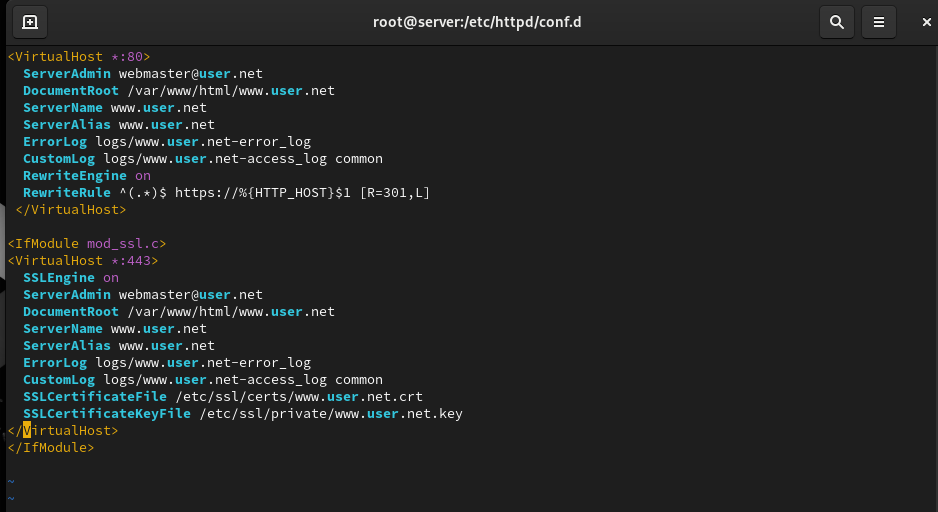 root@server:/etc/httpd/conf.d
<VirtualHost *:80>
  ServerAdmin webmaster@user.net
  DocumentRoot /var/www/html/www.user.net
  ServerName www.user.net
  ServerAlias www.user.net
  ErrorLog logs/www.user.net-error_log
  CustomLog logs/www.user.net-access_log common
  RewriteEngine on
  RewriteRule ^(.*)$ https://%{HTTP_HOST}$1 [R=301,L]
 </VirtualHost>

<IfModule mod_ssl.c>
<VirtualHost *:443>
  SSLEngine on
  ServerAdmin webmaster@user.net
  DocumentRoot /var/www/html/www.user.net
  ServerName www.user.net
  ServerAlias www.user.net
  ErrorLog logs/www.user.net-error_log
  CustomLog logs/www.user.net-access_log common
  SSLCertificateFile /etc/ssl/certs/www.user.net.crt
  SSLCertificateKeyFile /etc/ssl/private/www.user.net.key
</VirtualHost>
</IfModule>

~
~